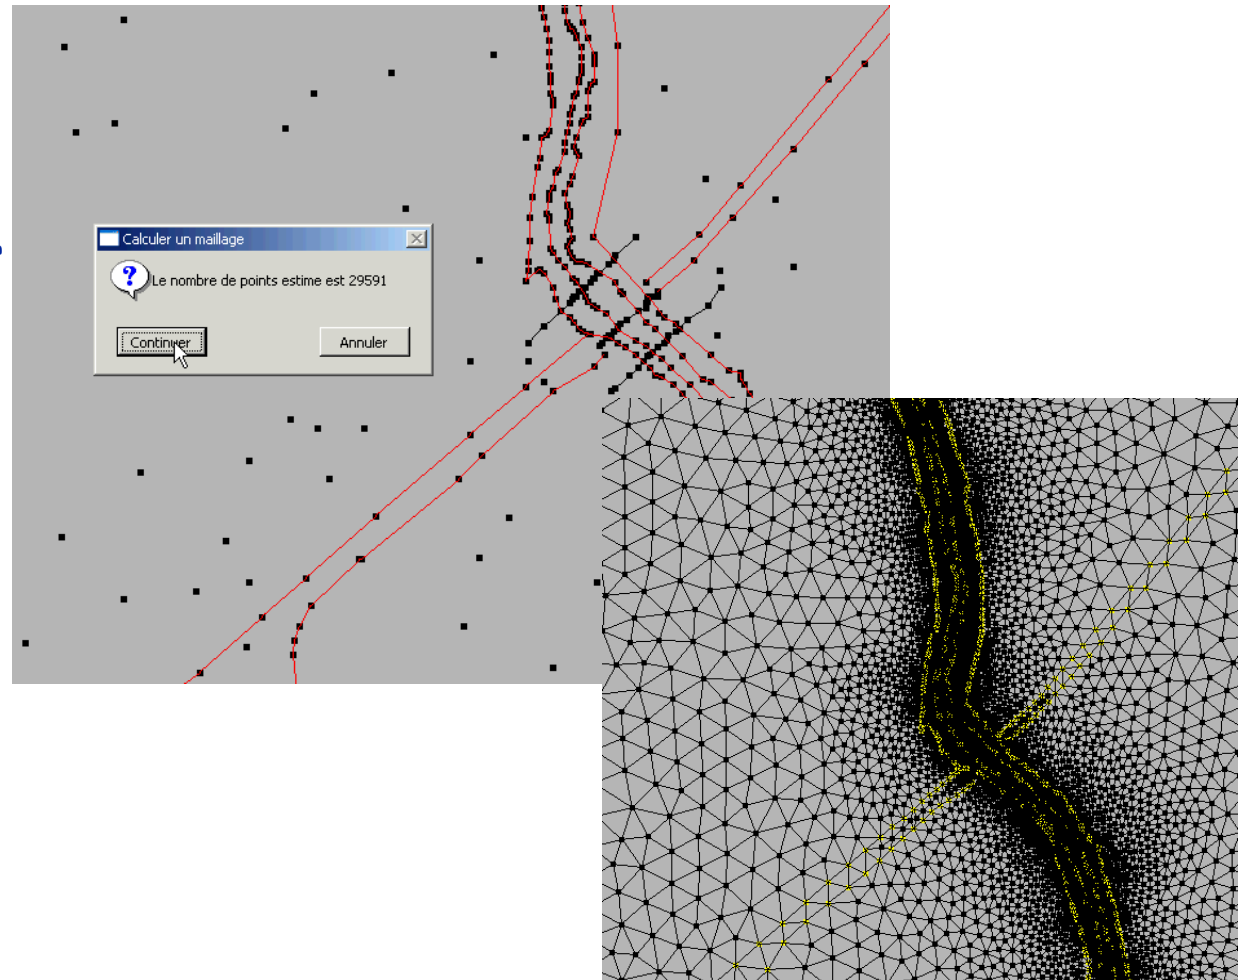 Calculer un maillage
Le nombre de points estime est 29591
Continuer
Annuler